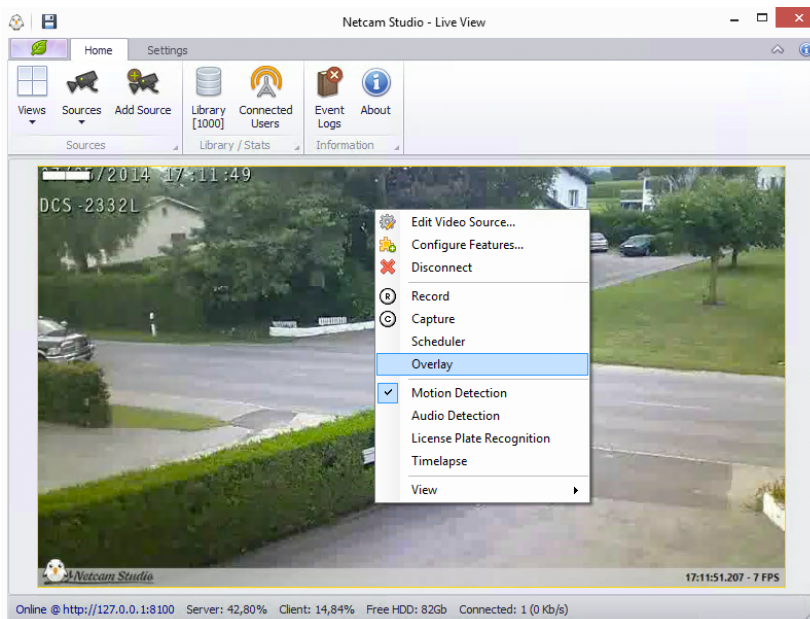 Netcam Studio - Live View
Home Settings
Views Sources Add Source Library [1000] Connected Users Event Logs About
Sources Library / Stats Information
/2014 17:11:49
DCS-2332L
Edit Video Source...
Configure Features...
Disconnect
R Record
C Capture
Scheduler
Overlay
Motion Detection
Audio Detection
License Plate Recognition
Timelapse
View
Netcam Studio
17:11:51.207 - 7 FPS
Online @ http://127.0.0.1:8100 Server: 42,80% Client: 14,84% Free HDD: 82Gb Connected: 1 (0 Kb/s)